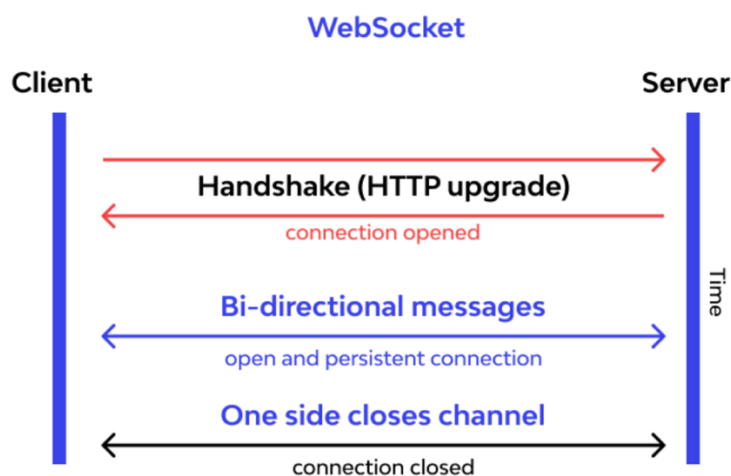 WebSocket
Client
Server
Handshake (HTTP upgrade)
connection opened
Time
Bi-directional messages
open and persistent connection
One side closes channel
connection closed